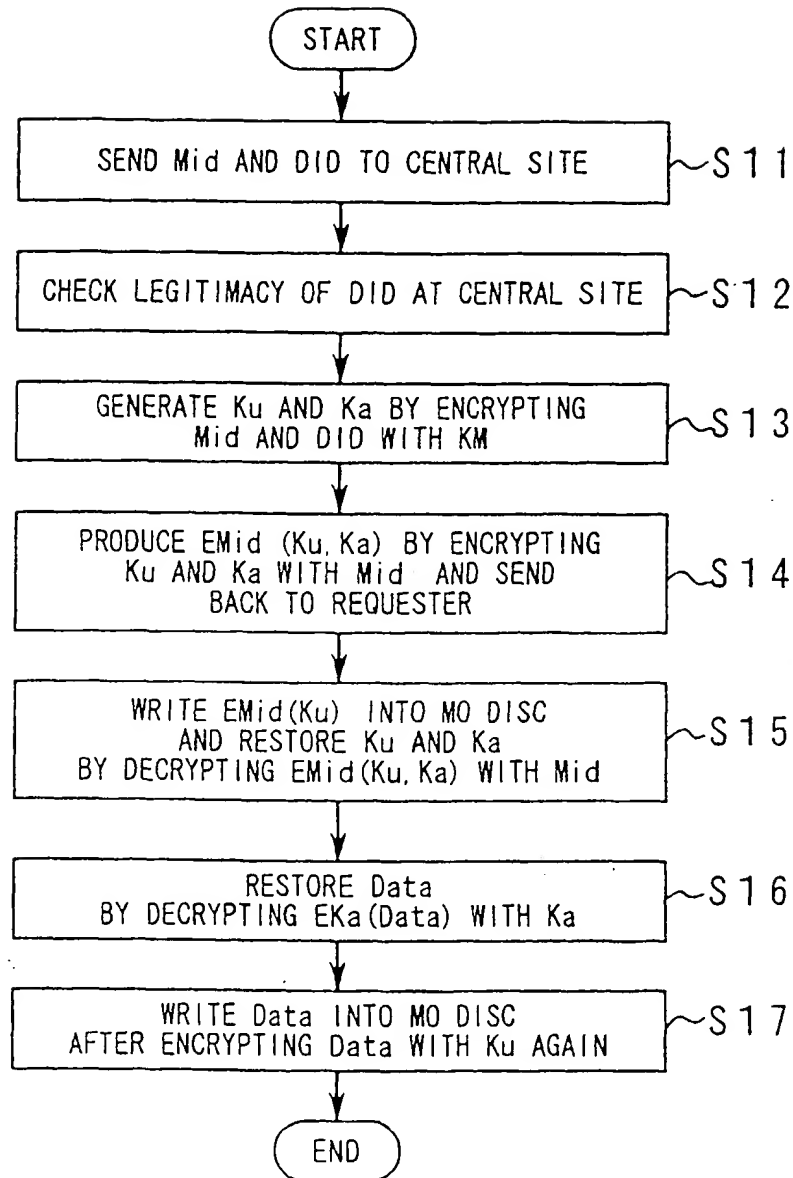 START
SEND Mid AND DID TO CENTRAL SITE
S11
CHECK LEGITIMACY OF DID AT CENTRAL SITE
S12
GENERATE Ku AND Ka BY ENCRYPTING
Mid AND DID WITH KM
S13
PRODUCE EMid (Ku,Ka) BY ENCRYPTING
Ku AND Ka WITH Mid AND SEND
BACK TO REQUESTER
S14
WRITE EMid(Ku) INTO MO DISC
AND RESTORE Ku AND Ka
BY DECRYPTING EMid(Ku,Ka) WITH Mid
S15
RESTORE Data
BY DECRYPTING EKa(Data) WITH Ka
S16
WRITE Data INTO MO DISC
AFTER ENCRYPTING Data WITH Ku AGAIN
S17
END